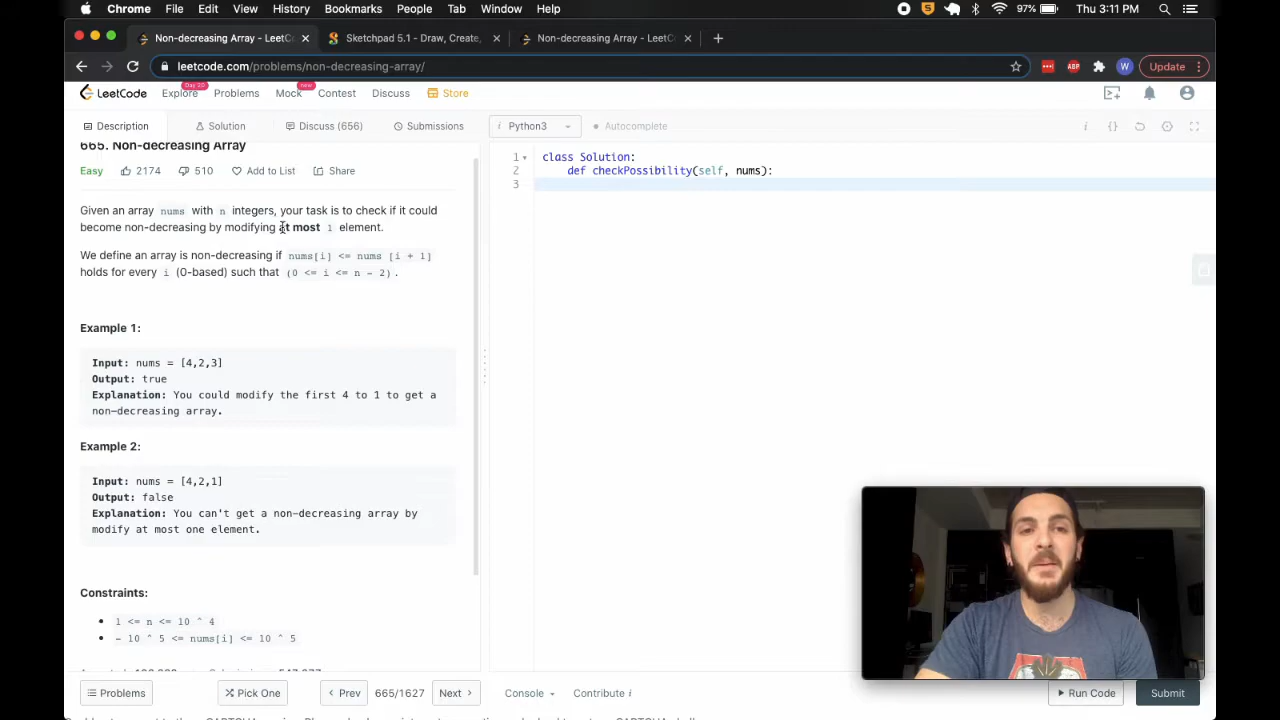 Chrome File Edit View History Bookmarks People Tab Window Help 5 97% Thu 3:11 PM
Non-decreasing Array - LeetC Sketchpad 5.1 - Draw, Create, Non-decreasing Array - LeetC
leetcode.com/problems/non-decreasing-array/ ABP W Update
LeetCode Explore Problems Mock New Contest Discuss Store
Description Solution Discuss (656) Submissions i Python3 Autocomplete i {}
665. Non-decreasing Array
Easy 2174 510 Add to List Share
Given an array nums with n integers, your task is to check if it could
become non-decreasing by modifying at most 1 element.
We define an array is non-decreasing if nums[i] <= nums [i + 1]
holds for every i (0-based) such that (0 <= i <= n - 2) .
Example 1:
Input: nums = [4,2,3]
Output: true
Explanation: You could modify the first 4 to 1 to get a
non-decreasing array.
Example 2:
Input: nums = [4,2,1]
Output: false
Explanation: You can't get a non-decreasing array by
modify at most one element.
Constraints:
1 <= n <= 10 ^ 4
- 10 ^ 5 <= nums[i] <= 10 ^ 5
1 class Solution:
2 def checkPossibility(self, nums):
3
Problems Pick One Prev 665/1627 Next Console Contribute i Run Code Submit